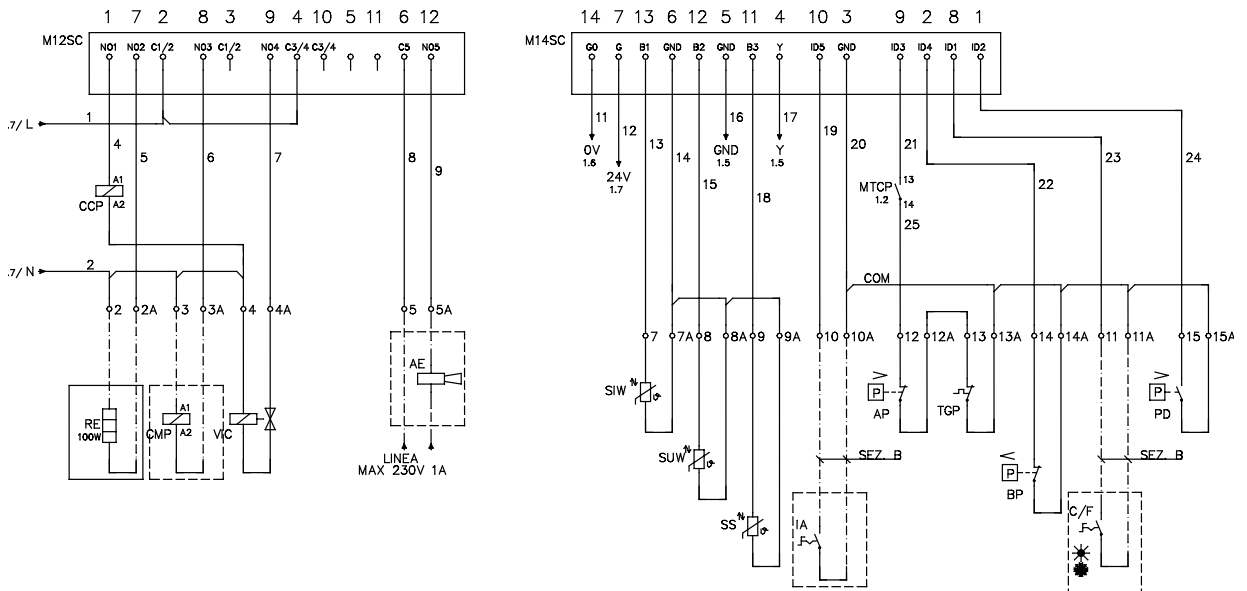 1 7 2 8 3 9 4 10 5 11 6 12
14 7 13 6 12 5 11 4 10 3 9 2 8 1
M12SC
NO1 NO2 C1/2 NO3 C1/2 NO4 C3/4 C3/4 C5 NO5
M14SC
G0 G B1 GND B2 GND B3 Y ID5 GND ID3 ID4 ID1 ID2
.7/ L
1
4 5 6 7 8 9
11 12 13 14 15 16 17 18 19 20 21 22 23 24
0V
1.6
24V
1.7
GND
1.5
Y
1.5
A1
CCP
A2
13
MTCP
1.2
14
25
.7/ N
2
COM
2 2A 3 3A 4 4A 5 5A
7 7A 8 8A 9 9A 10 10A 12 12A 13 13A 14 14A 11 11A 15 15A
AE
RE
100W
A1
CMP
A2
VIC
LINEA
MAX 230V 1A
SIW
SUW
SS
P
AP
TGP
P
BP
P
PD
SEZ. B
SEZ. B
IA
C/F